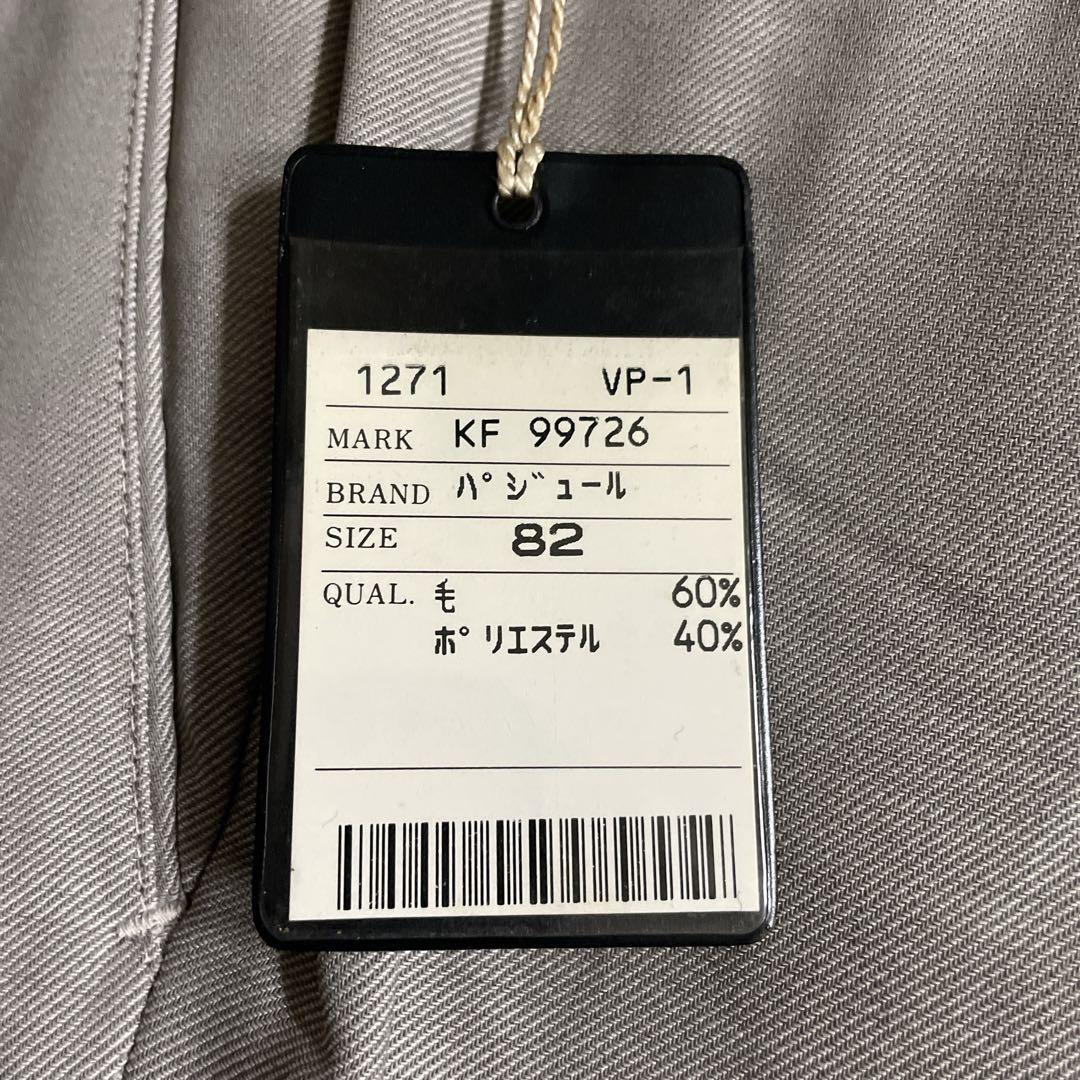 1271 VP-1
MARK KF 99726
BRAND パジュール
SIZE 82
QUAL. 毛 60%
ポリエステル 40%